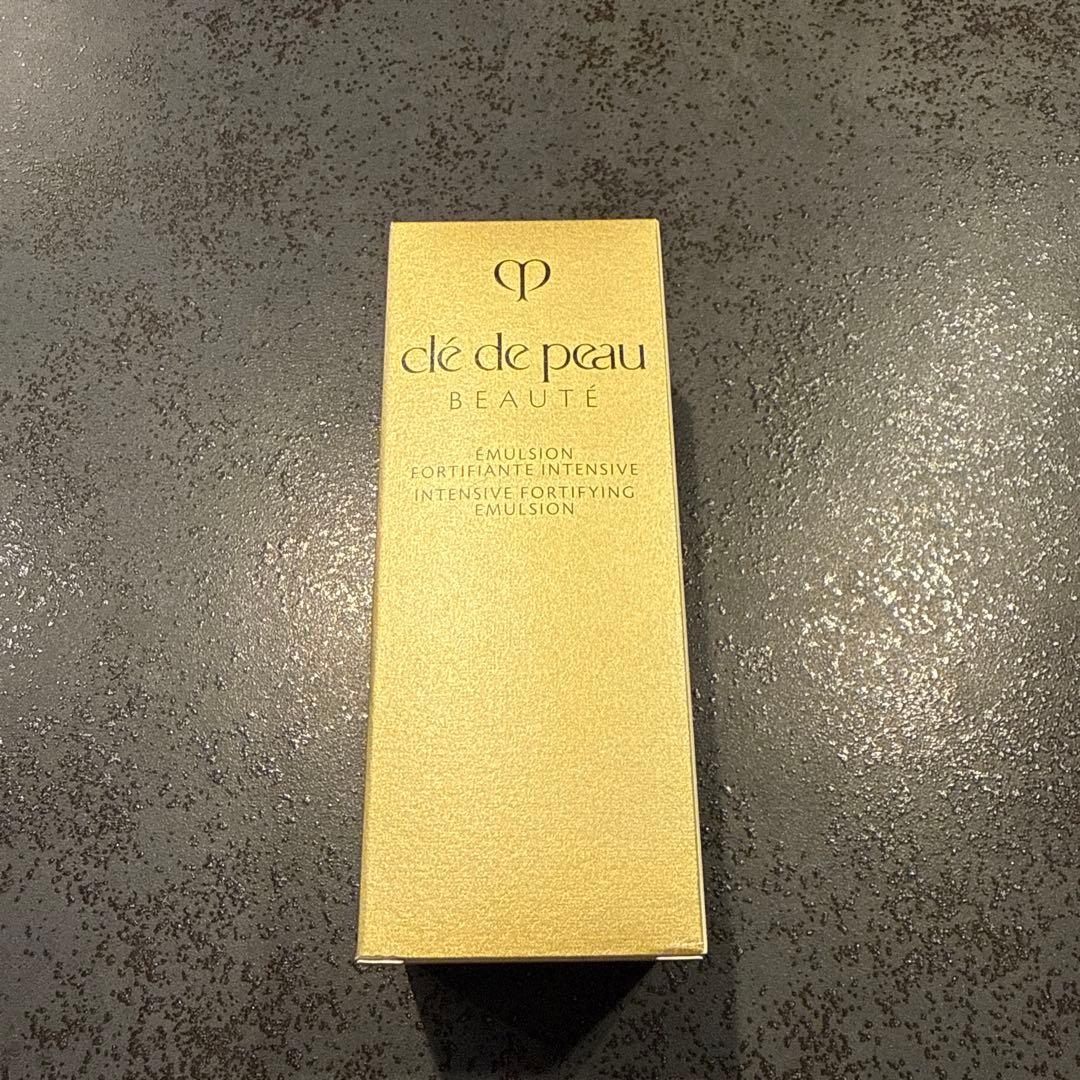 clé de peau
BEAUTÉ
ÉMULSION
FORTIFIANTE INTENSIVE
INTENSIVE FORTIFYING
EMULSION